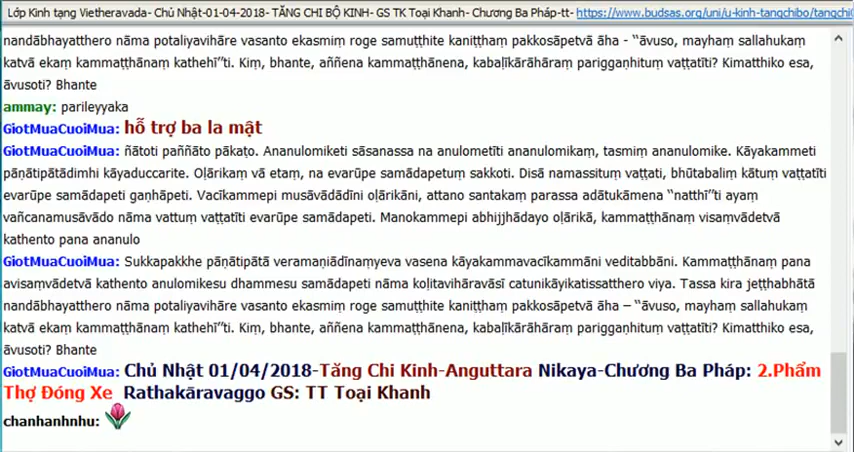 Lớp Kinh tạng Vietheravada- Chủ Nhật-01-04-2018- TĂNG CHI BỘ KINH- GS TK Toại Khanh- Chương Ba Pháp-tt- https://www.budsas.org/uni/u-kinh-tangchibo/tangchi
nandābhayatthero nāma potaliyavihāre vasanto ekasmiṃ roge samuṭṭhite kaniṭṭhaṃ pakkosāpetvā āha - “āvuso, mayhaṃ sallahukaṃ
katvā ekaṃ kammaṭṭhānaṃ kathehī”ti. Kiṃ, bhante, aññena kammaṭṭhānena, kabaḷīkārāhāraṃ pariggaṇhituṃ vaṭṭatīti? Kimatthiko esa,
āvusoti? Bhante
ammay: parileyyaka
GiotMuaCuoiMua: hỗ trợ ba la mật
GiotMuaCuoiMua: ñātoti paññāto pākaṭo. Ananulomiketi sāsanassa na anulometīti ananulomikaṃ, tasmiṃ ananulomike. Kāyakammeti
pāṇātipātādimhi kāyaduccarite. Oḷārikaṃ vā etaṃ, na evarūpe samādapetuṃ sakkoti. Disā namassituṃ vaṭṭati, bhūtabaliṃ kātuṃ vaṭṭatīti
evarūpe samādapeti gaṇhāpeti. Vacīkammepi musāvādādīni oḷārikāni, attano santakaṃ parassa adātukāmena “natthī”ti ayaṃ
vañcanamusāvādo nāma vattuṃ vaṭṭatīti evarūpe samādapeti. Manokammepi abhijjhādayo oḷārikā, kammaṭṭhānaṃ visaṃvādetvā
kathento pana ananulo
GiotMuaCuoiMua: Sukkapakkhe pāṇātipātā veramaṇiādīnaṃyeva vasena kāyakammavacīkammāni veditabbāni. Kammaṭṭhānaṃ pana
avisaṃvādetvā kathento anulomikesu dhammesu samādapeti nāma koḷitavihāravāsī catunikāyikatissatthero viya. Tassa kira jeṭṭhabhātā
nandābhayatthero nāma potaliyavihāre vasanto ekasmiṃ roge samuṭṭhite kaniṭṭhaṃ pakkosāpetvā āha – “āvuso, mayhaṃ sallahukaṃ
katvā ekaṃ kammaṭṭhānaṃ kathehī”ti. Kiṃ, bhante, aññena kammaṭṭhānena, kabaḷīkārāhāraṃ pariggaṇhituṃ vaṭṭatīti? Kimatthiko esa,
āvusoti? Bhante
GiotMuaCuoiMua: Chủ Nhật 01/04/2018-Tăng Chi Kinh-Anguttara Nikaya-Chương Ba Pháp: 2.Phẩm
Thợ Đóng Xe Rathakāravaggo GS: TT Toại Khanh
chanhanhnhu: